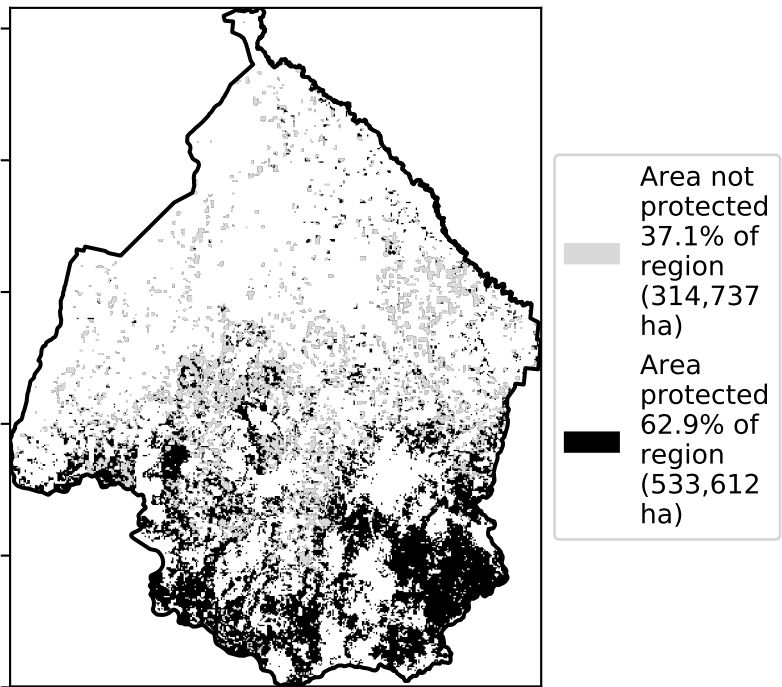 Area not
protected
37.1% of
region
(314,737
ha)
Area
protected
62.9% of
region
(533,612
ha)